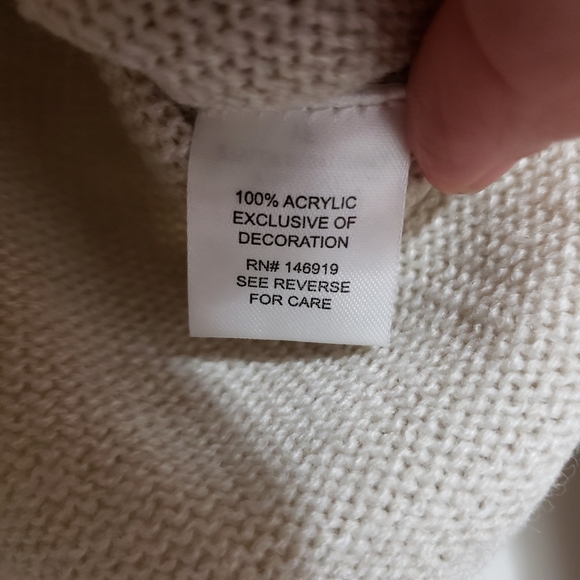 100% ACRYLIC
EXCLUSIVE OF
DECORATION
RN# 146919
SEE REVERSE
FOR CARE